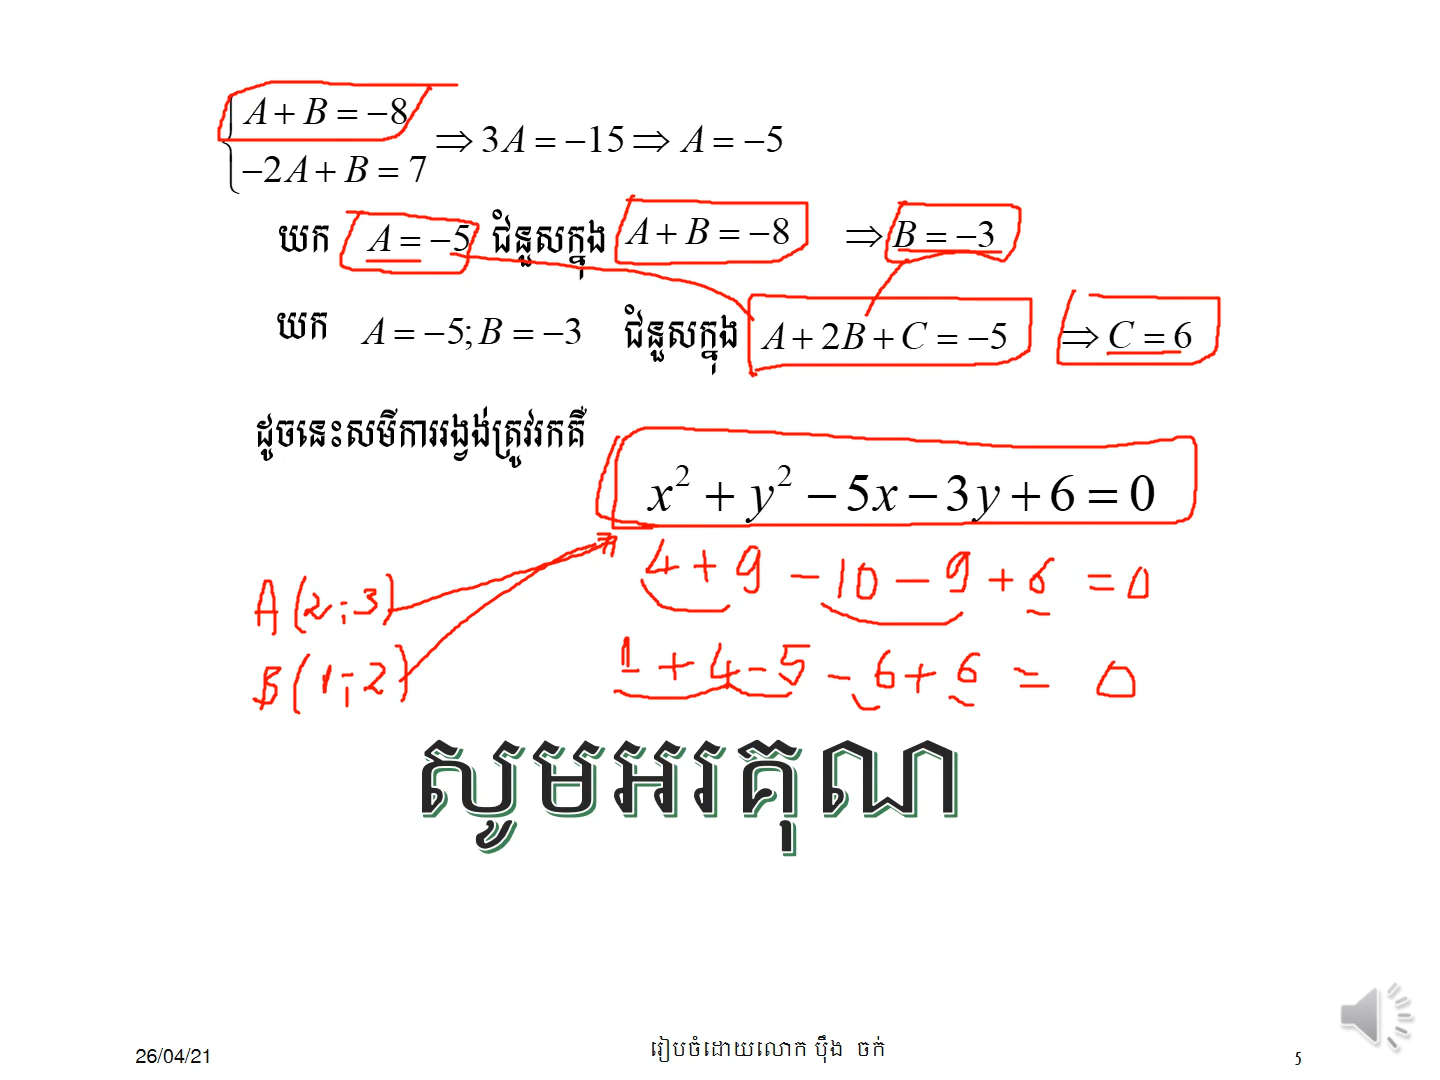 A + B = −8
−2A + B = 7
⇒ 3A = −15 ⇒ A = −5
យក A = −5 ជំនួសក្នុង A + B = −8 ⇒ B = −3
យក A = −5; B = −3 ជំនួសក្នុង A + 2B + C = −5 ⇒ C = 6
ដូចនេះសមីការរង្វង់ត្រូវរកគឺ
x² + y² − 5x − 3y + 6 = 0
4 + 9 − 10 − 9 + 6 = 0
A(2;3)
1 + 4 − 5 − 6 + 6 = 0
B(1;2)
សូមអរគុណ
26/04/21
រៀបចំដោយលោក ប៉ឹង ចក់
5